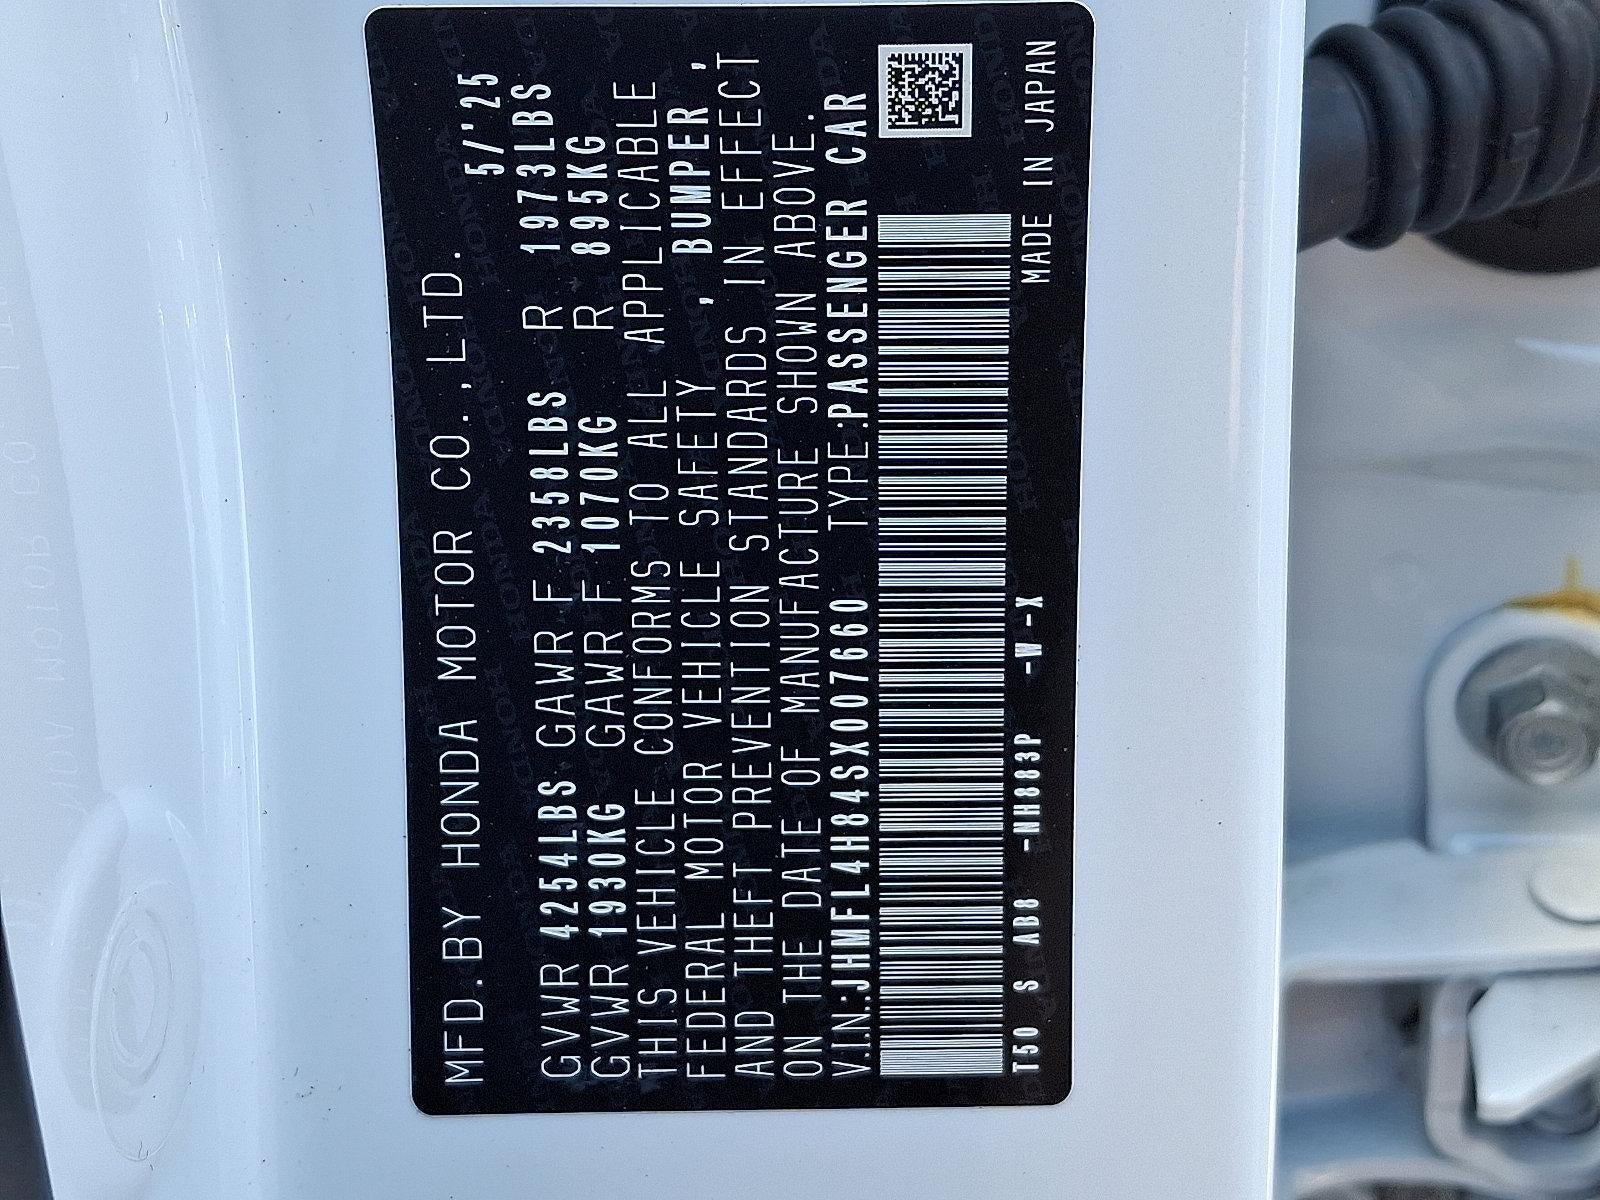 MFD.BY HONDA MOTOR CO.,LTD. 5/'25
GVWR 4254LBS GAWR F 2358LBS R 1973LBS
GVWR 1930KG GAWR F 1070KG R 895KG
THIS VEHICLE CONFORMS TO ALL APPLICABLE
FEDERAL MOTOR VEHICLE SAFETY , BUMPER ,
AND THEFT PREVENTION STANDARDS IN EFFECT
ON THE DATE OF MANUFACTURE SHOWN ABOVE.
V.I.N.:JHMFL4H84SX007660 TYPE:PASSENGER CAR
T50 S AB8 -NH883P -W-X MADE IN JAPAN